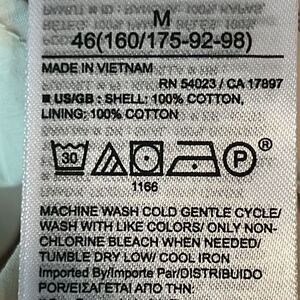 M
46(160/175-92-98)
MADE IN VIETNAM
RN 54023 / CA 17897
■ US/GB : SHELL: 100% COTTON,
LINING: 100% COTTON
30 P ®
1166
MACHINE WASH COLD GENTLE CYCLE/
WASH WITH LIKE COLORS/ ONLY NON-
CHLORINE BLEACH WHEN NEEDED/
TUMBLE DRY LOW/ COOL IRON
Imported By/Importe Par/DISTRIBUIDO
POR/ΕΙΣΑΓΕΤΑΙ ΑΠΟ ΤΗΝ